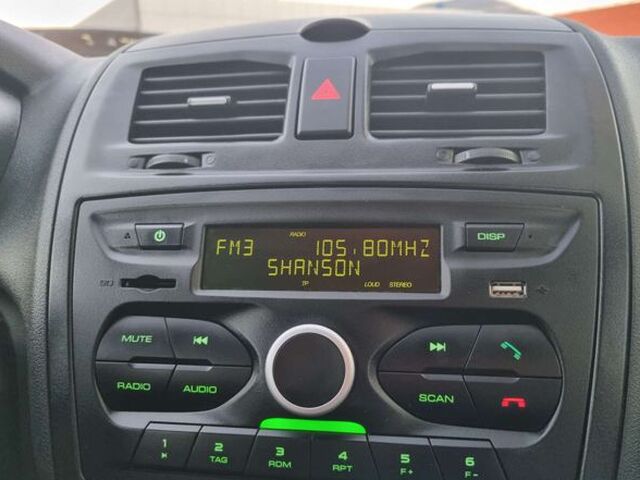 RADIO
FM3 105.80MHZ
SHANSON
TP LOUD STEREO
DISP
MUTE
RADIO AUDIO
SCAN
1 2 3 4 5 6
TAG RDM RPT F+ F-